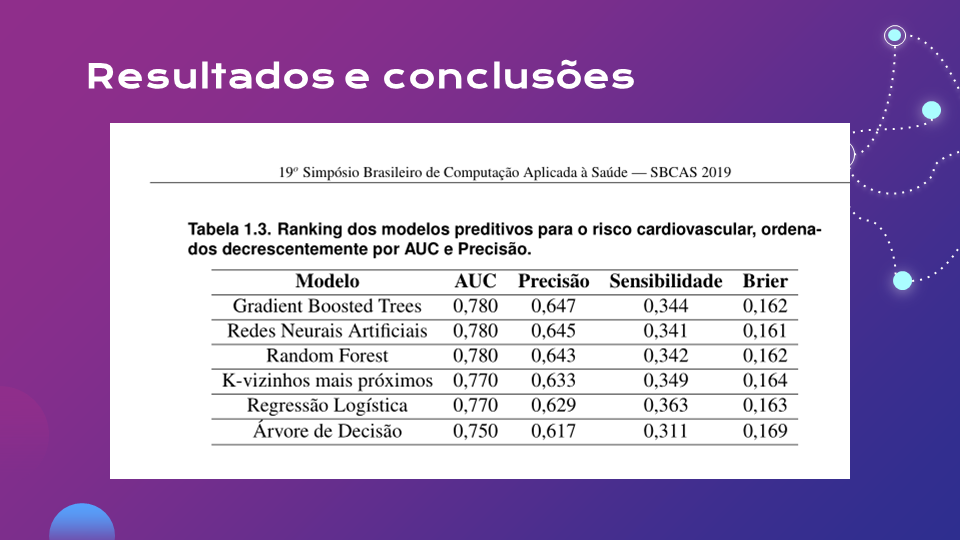 Resultados e conclusões
19º Simpósio Brasileiro de Computação Aplicada à Saúde — SBCAS 2019
Tabela 1.3. Ranking dos modelos preditivos para o risco cardiovascular, ordena-
dos decrescentemente por AUC e Precisão.
Modelo AUC Precisão Sensibilidade Brier
Gradient Boosted Trees 0,780 0,647 0,344 0,162
Redes Neurais Artificiais 0,780 0,645 0,341 0,161
Random Forest 0,780 0,643 0,342 0,162
K-vizinhos mais próximos 0,770 0,633 0,349 0,164
Regressão Logística 0,770 0,629 0,363 0,163
Árvore de Decisão 0,750 0,617 0,311 0,169